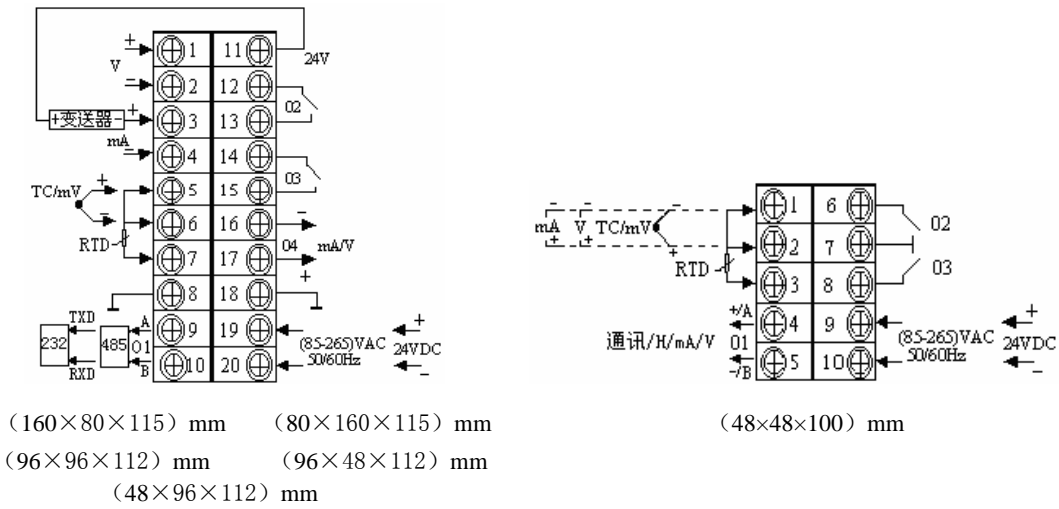 + 1 11 24V
V
− 2 12
02
+变送器− + 3 13
mA
− 4 14
03
TC/mV + 5 15
− 6 16 −
RTD 04 mA/V
7 17 +
8 18
TXD A 9 19 +
232 485 01 (85-265)VAC 24VDC
RXD B 50/60Hz
10 20 −
− − − 1 6
mA V TC/mV 02
+ + + 2 7
RTD
3 8 03
+/A 4 9 +
通讯/H/mA/V 01 (85-265)VAC 24VDC
−/B 5 10 50/60Hz −
（160×80×115）mm （80×160×115）mm （48×48×100）mm
（96×96×112）mm （96×48×112）mm
（48×96×112）mm